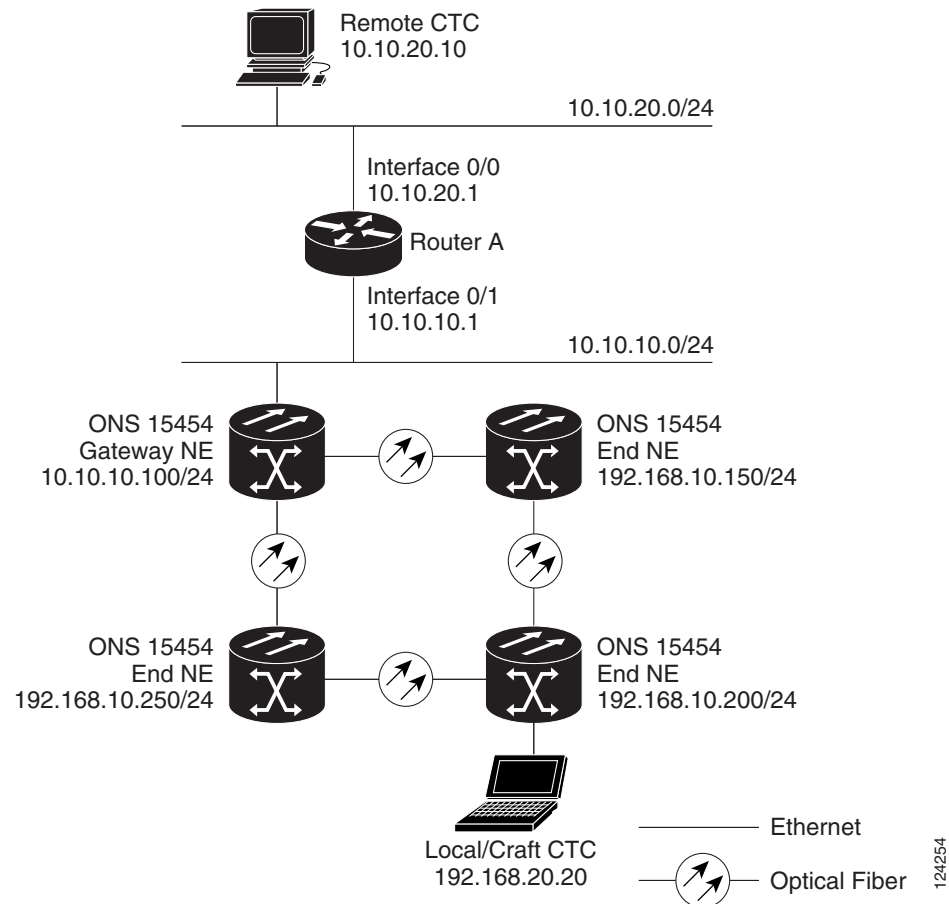 Remote CTC
10.10.20.10
10.10.20.0/24
Interface 0/0
10.10.20.1
Router A
Interface 0/1
10.10.10.1
10.10.10.0/24
ONS 15454
Gateway NE
10.10.10.100/24
ONS 15454
End NE
192.168.10.150/24
ONS 15454
End NE
192.168.10.250/24
ONS 15454
End NE
192.168.10.200/24
Local/Craft CTC
192.168.20.20
Ethernet
Optical Fiber
124254